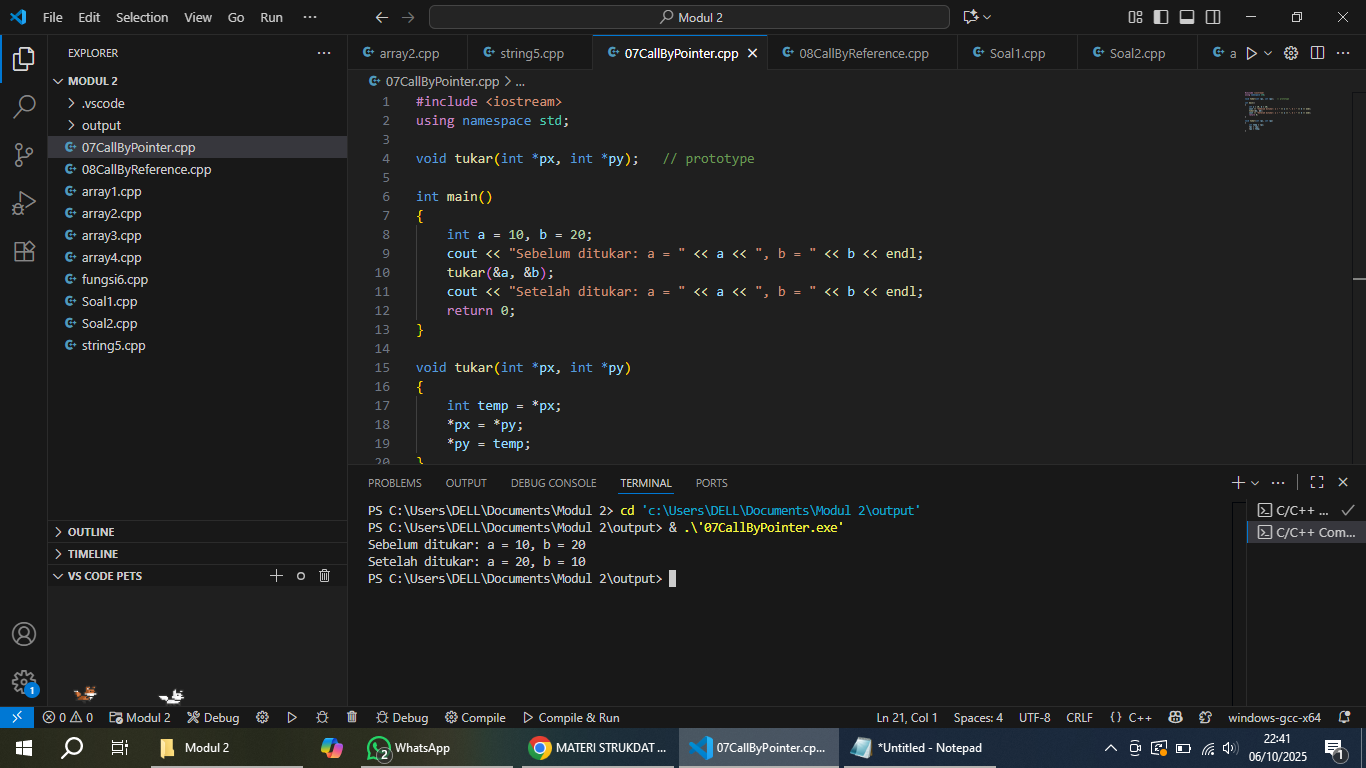 File Edit Selection View Go Run ··· Modul 2
EXPLORER ···
MODUL 2
.vscode
output
07CallByPointer.cpp
08CallByReference.cpp
array1.cpp
array2.cpp
array3.cpp
array4.cpp
fungsi6.cpp
Soal1.cpp
Soal2.cpp
string5.cpp
OUTLINE
TIMELINE
VS CODE PETS
array2.cpp string5.cpp 07CallByPointer.cpp 08CallByReference.cpp Soal1.cpp Soal2.cpp a
07CallByPointer.cpp > ...
1 #include <iostream>
2 using namespace std;
3
4 void tukar(int *px, int *py);   // prototype
5
6 int main()
7 {
8     int a = 10, b = 20;
9     cout << "Sebelum ditukar: a = " << a << ", b = " << b << endl;
10     tukar(&a, &b);
11     cout << "Setelah ditukar: a = " << a << ", b = " << b << endl;
12     return 0;
13 }
14
15 void tukar(int *px, int *py)
16 {
17     int temp = *px;
18     *px = *py;
19     *py = temp;
20 }
PROBLEMS OUTPUT DEBUG CONSOLE TERMINAL PORTS
PS C:\Users\DELL\Documents\Modul 2> cd 'c:\Users\DELL\Documents\Modul 2\output'
PS C:\Users\DELL\Documents\Modul 2\output> & .\'07CallByPointer.exe'
Sebelum ditukar: a = 10, b = 20
Setelah ditukar: a = 20, b = 10
PS C:\Users\DELL\Documents\Modul 2\output>
C/C++ ...
C/C++ Com...
1
0 0 Modul 2 Debug Debug Compile Compile & Run Ln 21, Col 1 Spaces: 4 UTF-8 CRLF {} C++ windows-gcc-x64
Modul 2 2 WhatsApp MATERI STRUKDAT ... 07CallByPointer.cp... *Untitled - Notepad 22:41
06/10/2025 1